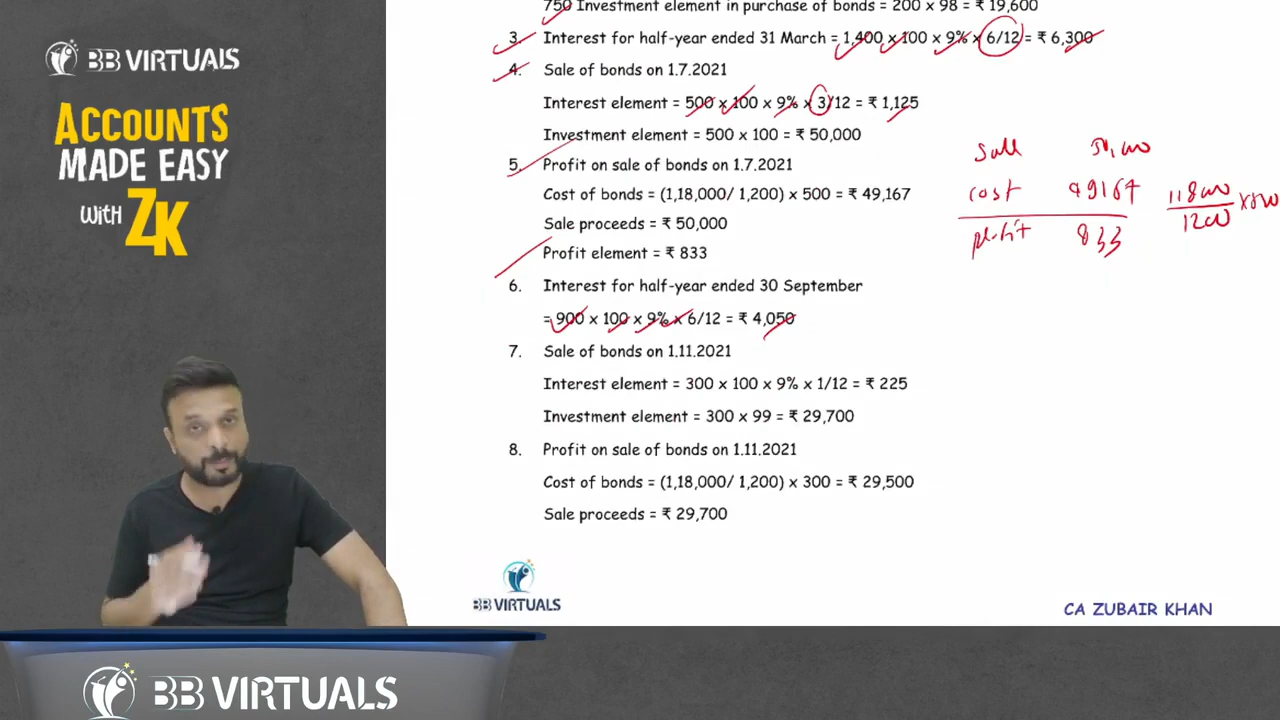 BB VIRTUALS
ACCOUNTS
MADE EASY
with ZK
750 Investment element in purchase of bonds = 200 x 98 = ₹ 19,600
3. Interest for half-year ended 31 March = 1,400 x 100 x 9% x 6/12 = ₹ 6,300
4. Sale of bonds on 1.7.2021
Interest element = 500 x 100 x 9% x 3/12 = ₹ 1,125
Investment element = 500 x 100 = ₹ 50,000
5. Profit on sale of bonds on 1.7.2021
Cost of bonds = (1,18,000/ 1,200) x 500 = ₹ 49,167
Sale proceeds = ₹ 50,000
Profit element = ₹ 833
6. Interest for half-year ended 30 September
= 900 x 100 x 9% x 6/12 = ₹ 4,050
7. Sale of bonds on 1.11.2021
Interest element = 300 x 100 x 9% x 1/12 = ₹ 225
Investment element = 300 x 99 = ₹ 29,700
8. Profit on sale of bonds on 1.11.2021
Cost of bonds = (1,18,000/ 1,200) x 300 = ₹ 29,500
Sale proceeds = ₹ 29,700
Sale 50,000
cost 49167
profit 833
118000
1200
BB VIRTUALS
CA ZUBAIR KHAN
BB VIRTUALS